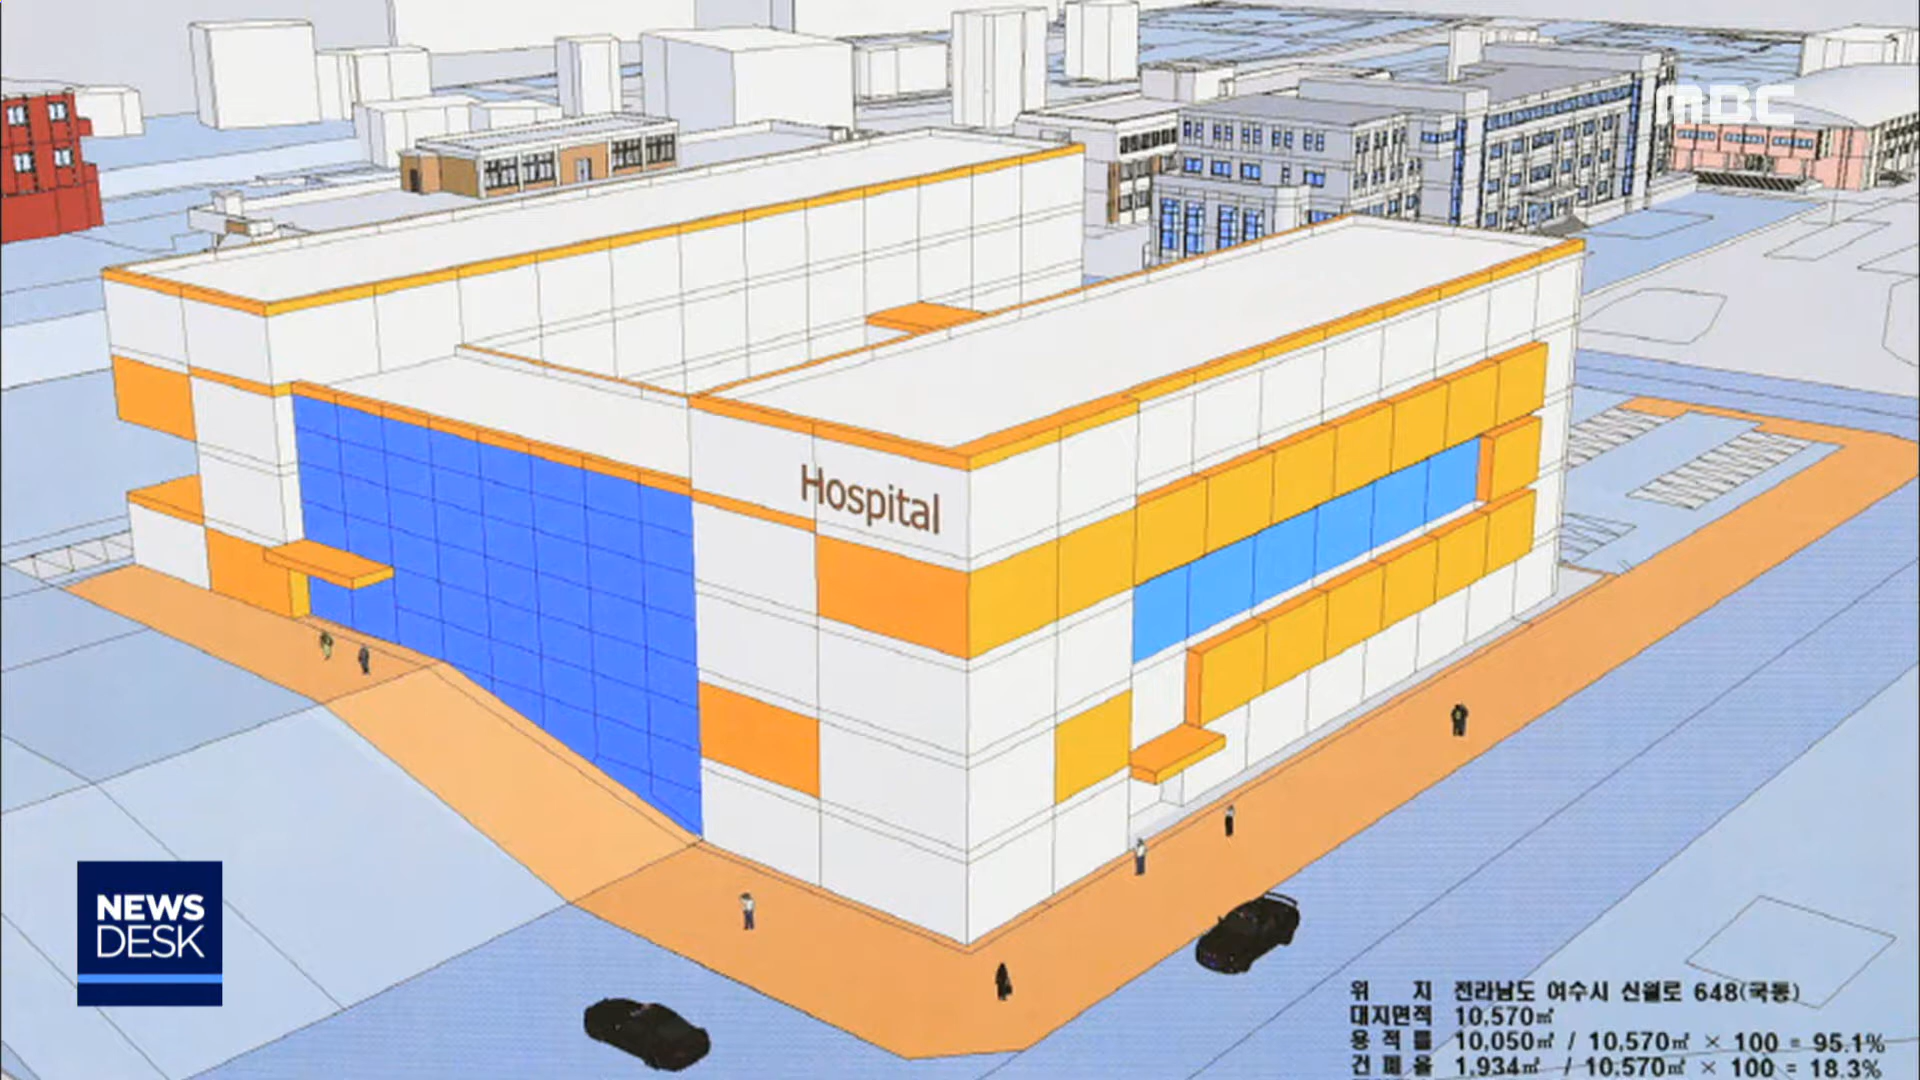 MBC
Hospital
NEWS
DESK
위 치 전라남도 여수시 신월로 648(국동)
대지면적 10,570㎡
용 적 률 10,050㎡ / 10,570㎡ × 100 = 95.1%
건 폐 율 1,934㎡ / 10,570㎡ × 100 = 18.3%